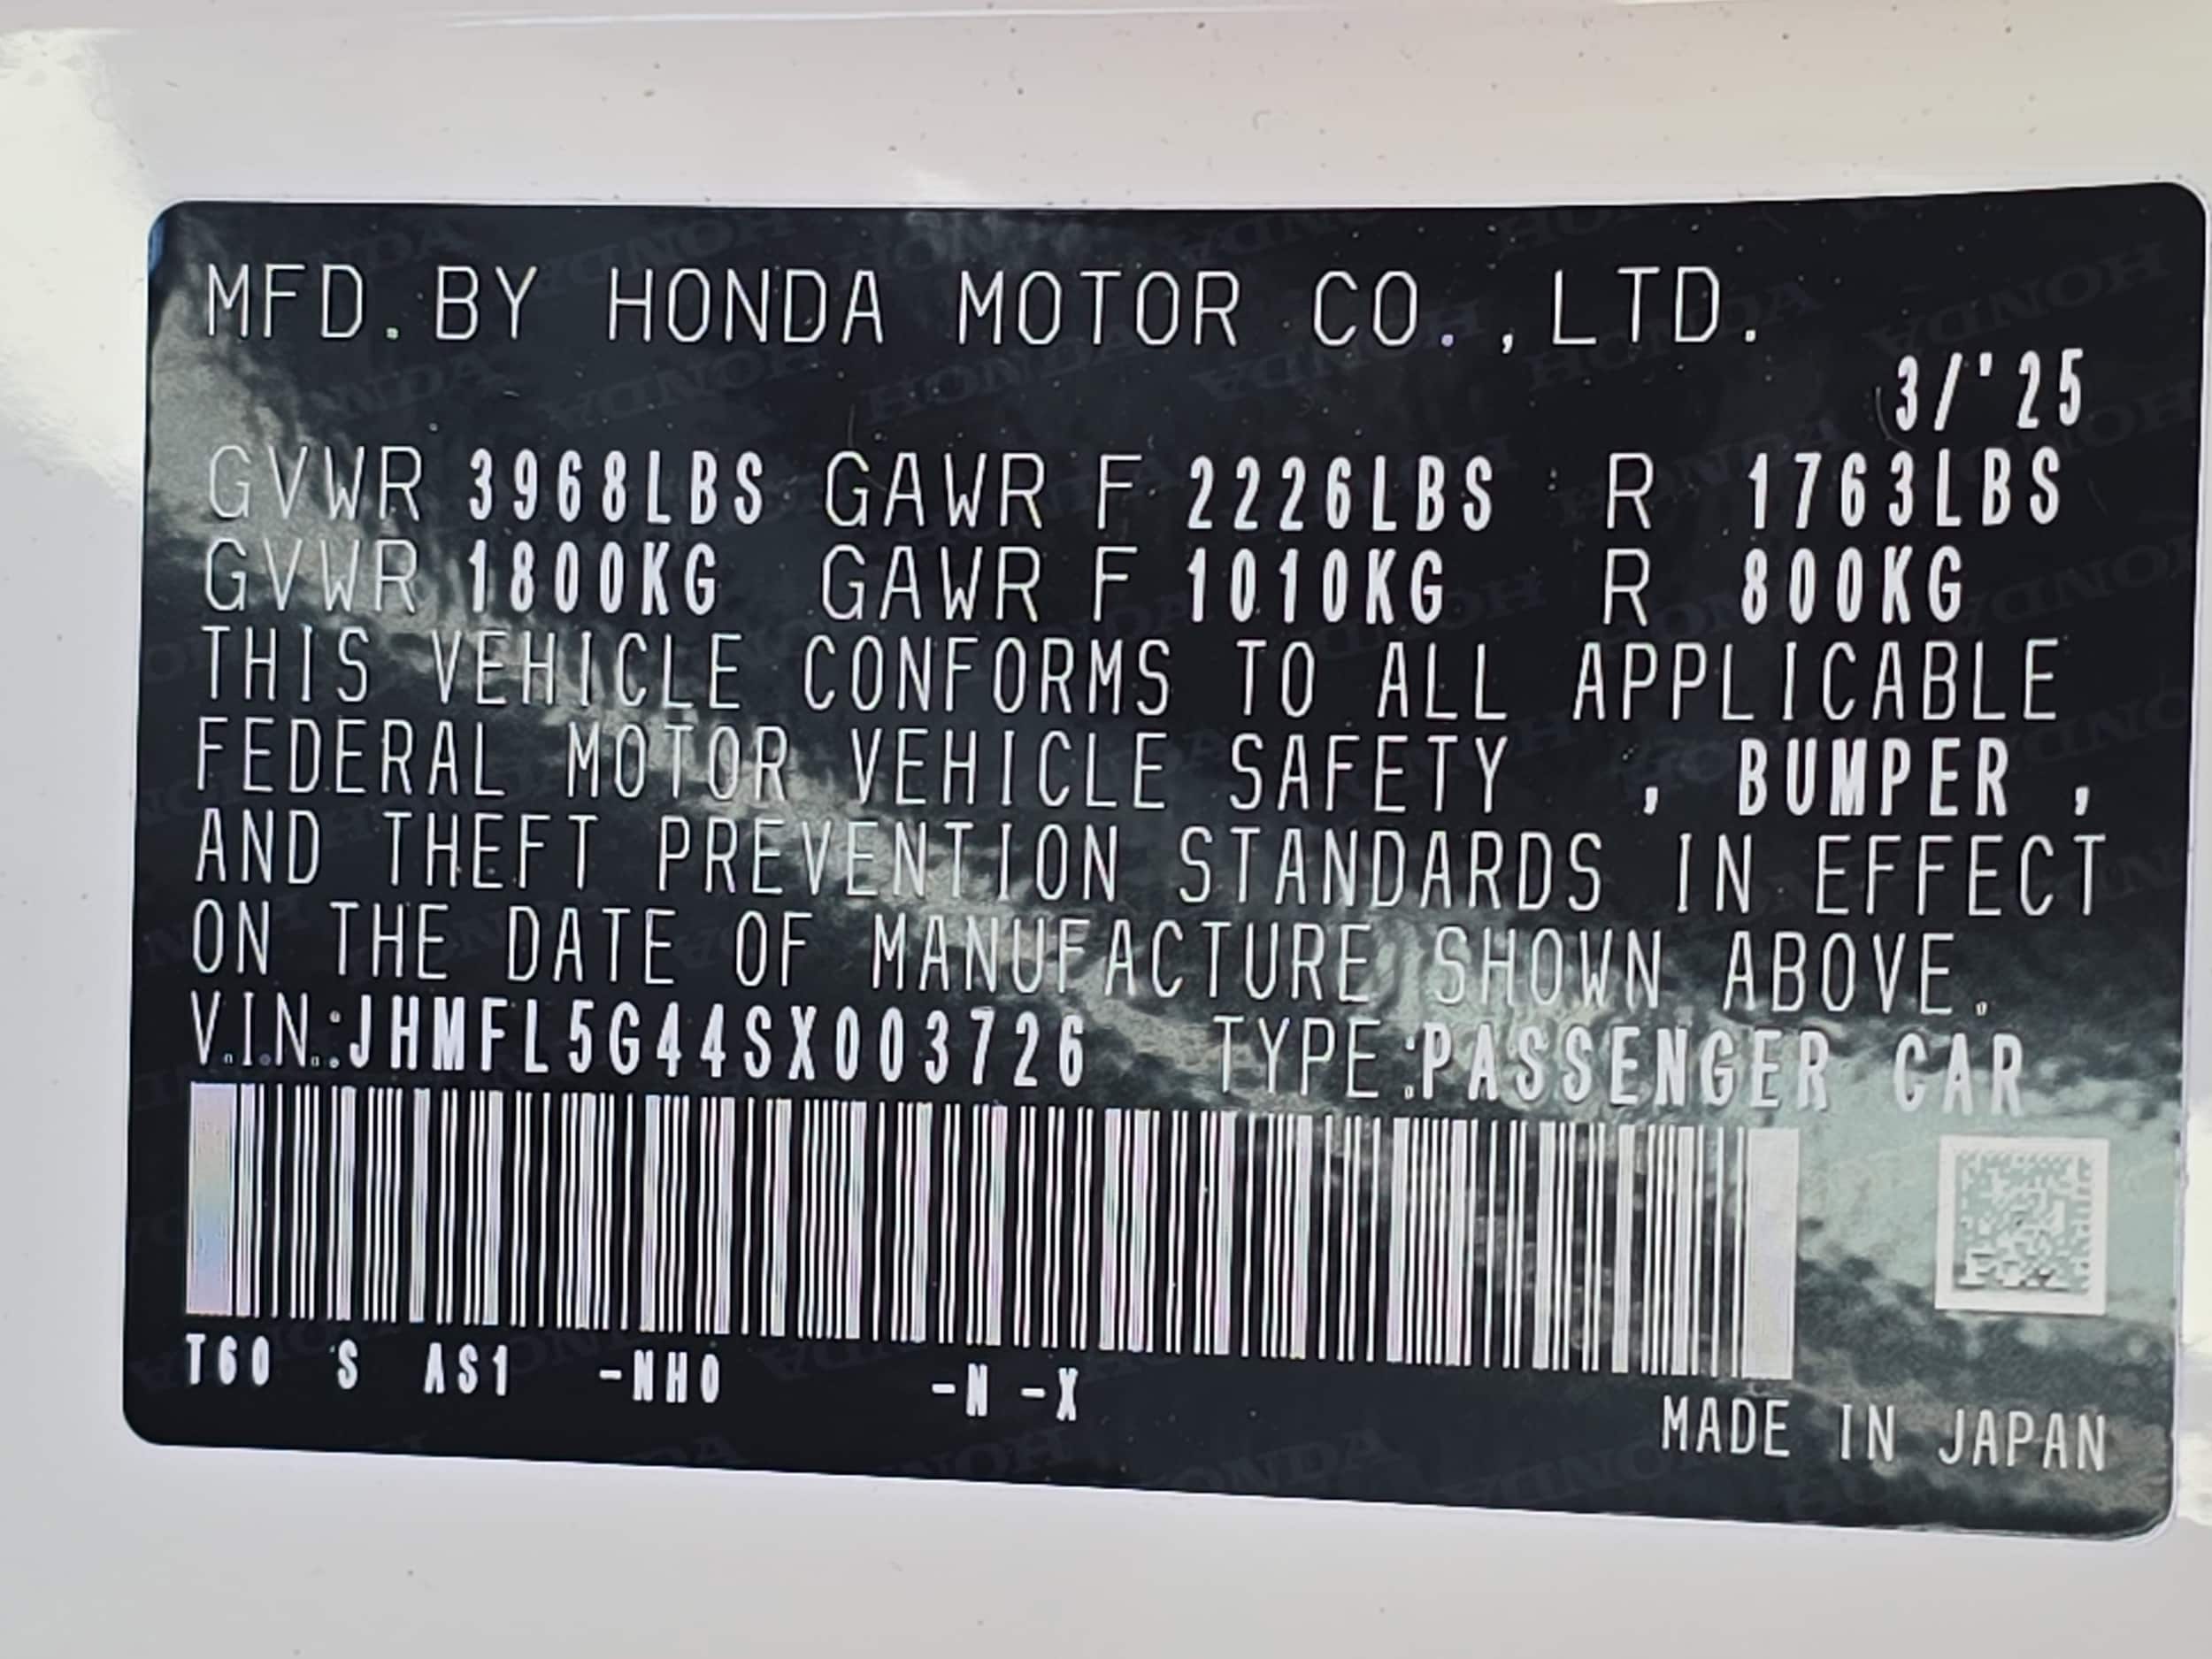 MFD.BY HONDA MOTOR CO.,LTD.
3/'25
GVWR 3968LBS GAWR F 2226LBS R 1763LBS
GVWR 1800KG GAWR F 1010KG R 800KG
THIS VEHICLE CONFORMS TO ALL APPLICABLE
FEDERAL MOTOR VEHICLE SAFETY , BUMPER ,
AND THEFT PREVENTION STANDARDS IN EFFECT
ON THE DATE OF MANUFACTURE SHOWN ABOVE.
V.I.N.:JHMFL5G44SX003726 TYPE:PASSENGER CAR
T60 S AS1 -NH0 -N -X
MADE IN JAPAN